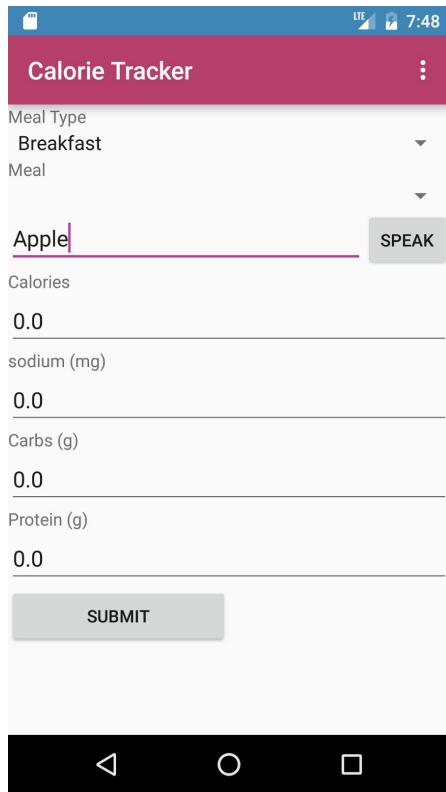 LTE 7:48
Calorie Tracker
Meal Type
Breakfast
Meal
Apple SPEAK
Calories
0.0
sodium (mg)
0.0
Carbs (g)
0.0
Protein (g)
0.0
SUBMIT